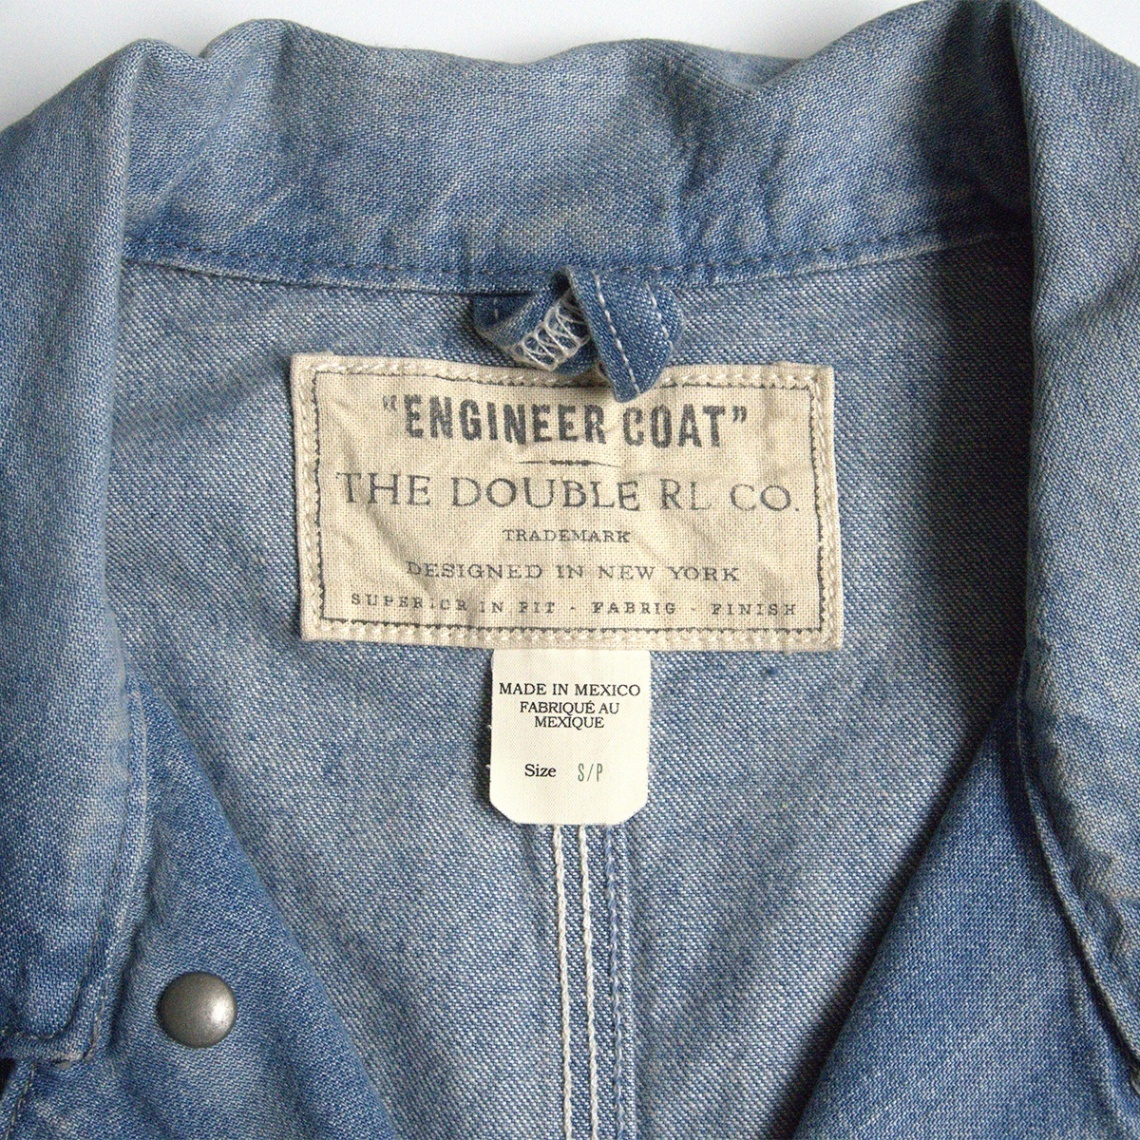 "ENGINEER COAT"
THE DOUBLE RL CO.
TRADEMARK
DESIGNED IN NEW YORK
SUPERIOR IN FIT - FABRIG - FINISH
MADE IN MEXICO
FABRIQUÉ AU
MEXIQUE
Size S/P